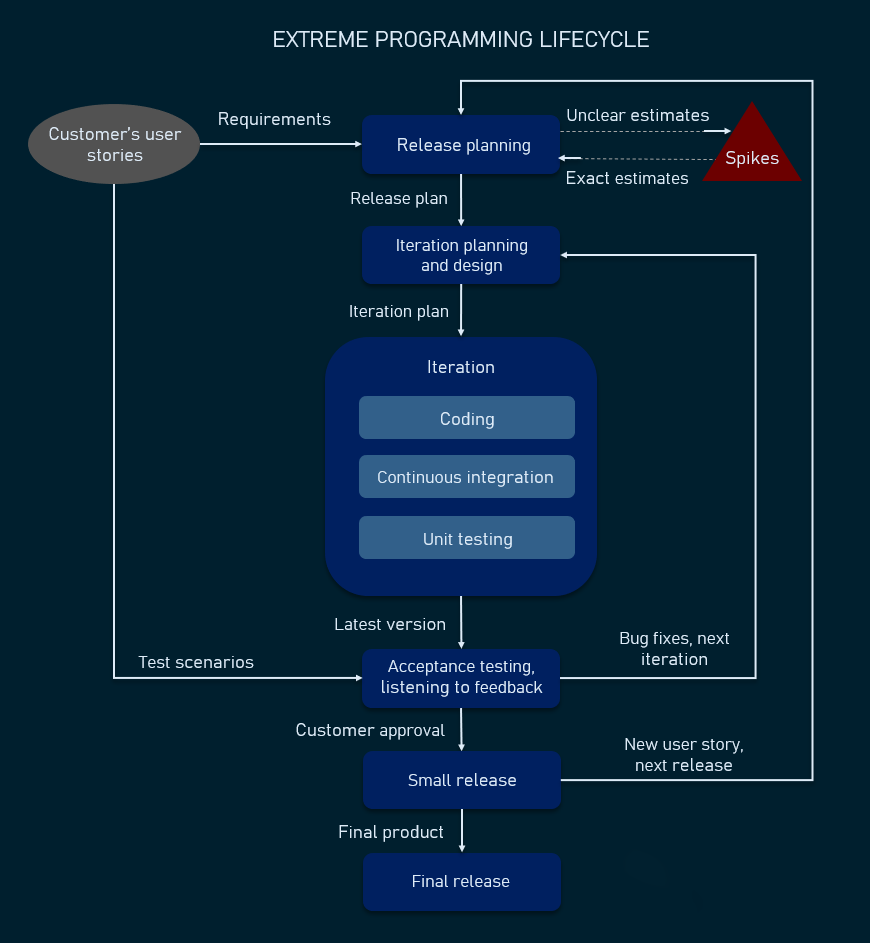 EXTREME PROGRAMMING LIFECYCLE
Customer's user
stories
Requirements
Release planning
Unclear estimates
Spikes
Exact estimates
Release plan
Iteration planning
and design
Iteration plan
Iteration
Coding
Continuous integration
Unit testing
Latest version
Test scenarios
Acceptance testing,
listening to feedback
Bug fixes, next
iteration
Customer approval
Small release
New user story,
next release
Final product
Final release